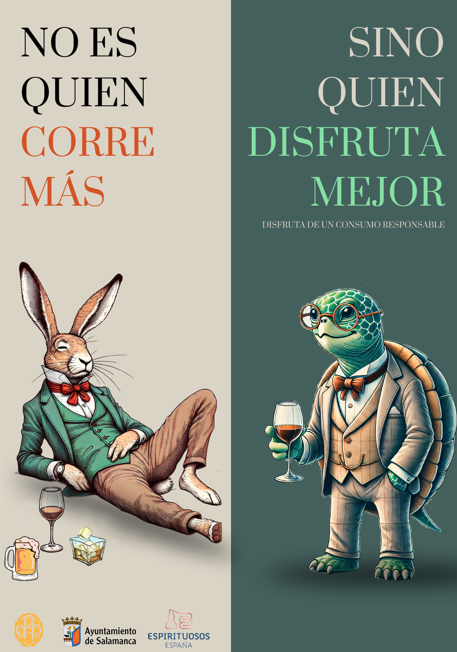 NO ES
QUIEN
CORRE
MÁS
SINO
QUIEN
DISFRUTA
MEJOR
DISFRUTA DE UN CONSUMO RESPONSABLE
Ayuntamiento
de Salamanca
ESPIRITUOSOS
ESPAÑA